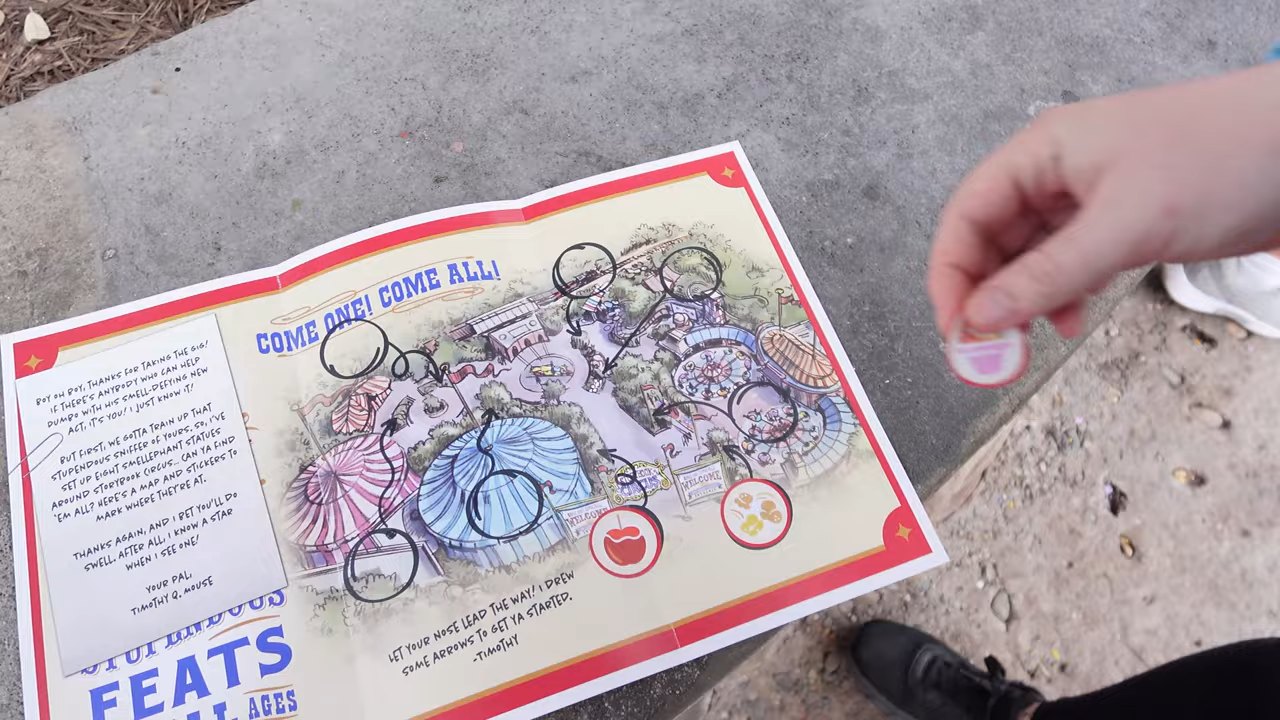 COME ONE! COME ALL!
BOY OH BOY, THANKS FOR TAKING THE GIG!
IF THERE'S ANYBODY WHO CAN HELP
DUMBO WITH HIS SMELL-DEFYING NEW
ACT, IT'S YOU! I JUST KNOW IT!
BUT FIRST, WE GOTTA TRAIN UP THAT
STUPENDOUS SNIFFER OF YOURS. SO, I'VE
SET UP EIGHT SMELLEPHANT STATUES
AROUND STORYBOOK CIRCUS... CAN YA FIND
'EM ALL? HERE'S A MAP AND STICKERS TO
MARK WHERE THEY'RE AT.
THANKS AGAIN, AND I BET YOU'LL DO
SWELL. AFTER ALL, I KNOW A STAR
WHEN I SEE ONE!
YOUR PAL,
TIMOTHY Q. MOUSE
STUPENDOUS
FEATS
ALL AGES
CIRCUS
WELCOME
WELCOME
LET YOUR NOSE LEAD THE WAY! I DREW
SOME ARROWS TO GET YA STARTED.
-TIMOTHY